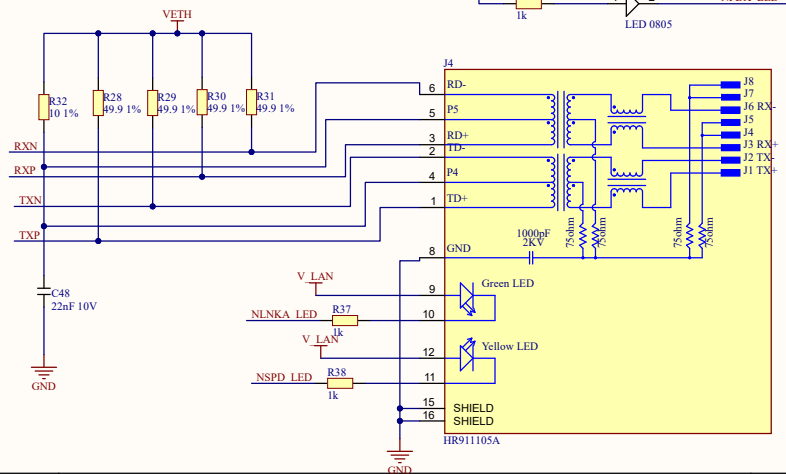 1k
LED 0805
VETH
J4
R32
10 1%
R28
49.9 1%
R29
49.9 1%
R30
49.9 1%
R31
49.9 1%
6
RD-
5
P5
3
RD+
2
TD-
4
P4
1
TD+
J8
J7
J6 RX-
J5
J4
J3 RX+
J2 TX-
J1 TX+
RXN
RXP
TXN
TXP
75ohm
75ohm
75ohm
75ohm
1000pF
2KV
8
GND
C48
22nF 10V
GND
V_LAN
9
Green LED
NLNKA_LED
R37
1k
10
V_LAN
12
Yellow LED
NSPD_LED
R38
1k
11
15
SHIELD
16
SHIELD
HR911105A
GND